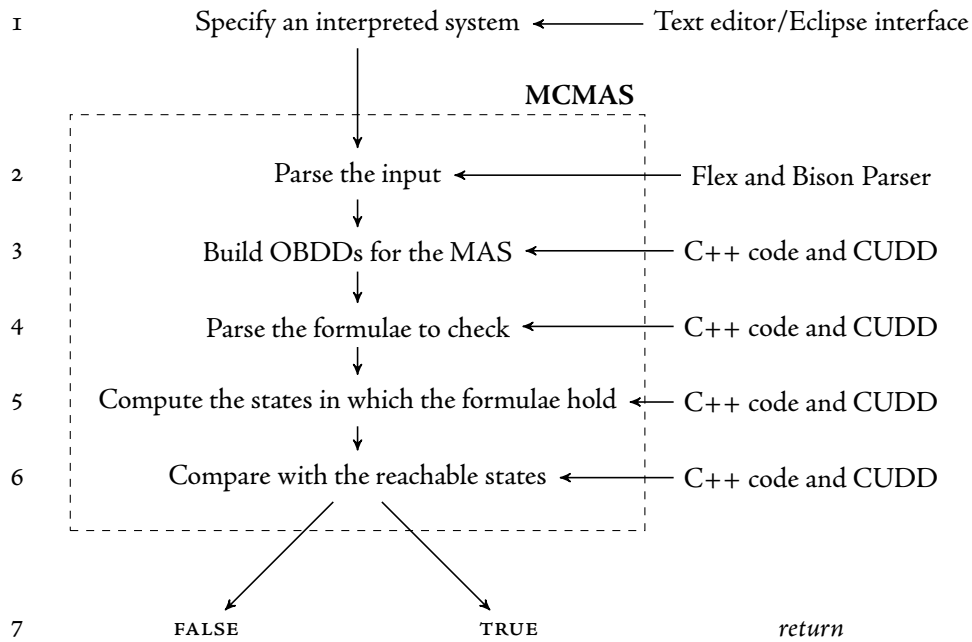 1 Specify an interpreted system Text editor/Eclipse interface
MCMAS
2 Parse the input Flex and Bison Parser
3 Build OBDDs for the MAS C++ code and CUDD
4 Parse the formulae to check C++ code and CUDD
5 Compute the states in which the formulae hold C++ code and CUDD
6 Compare with the reachable states C++ code and CUDD
7 FALSE TRUE return